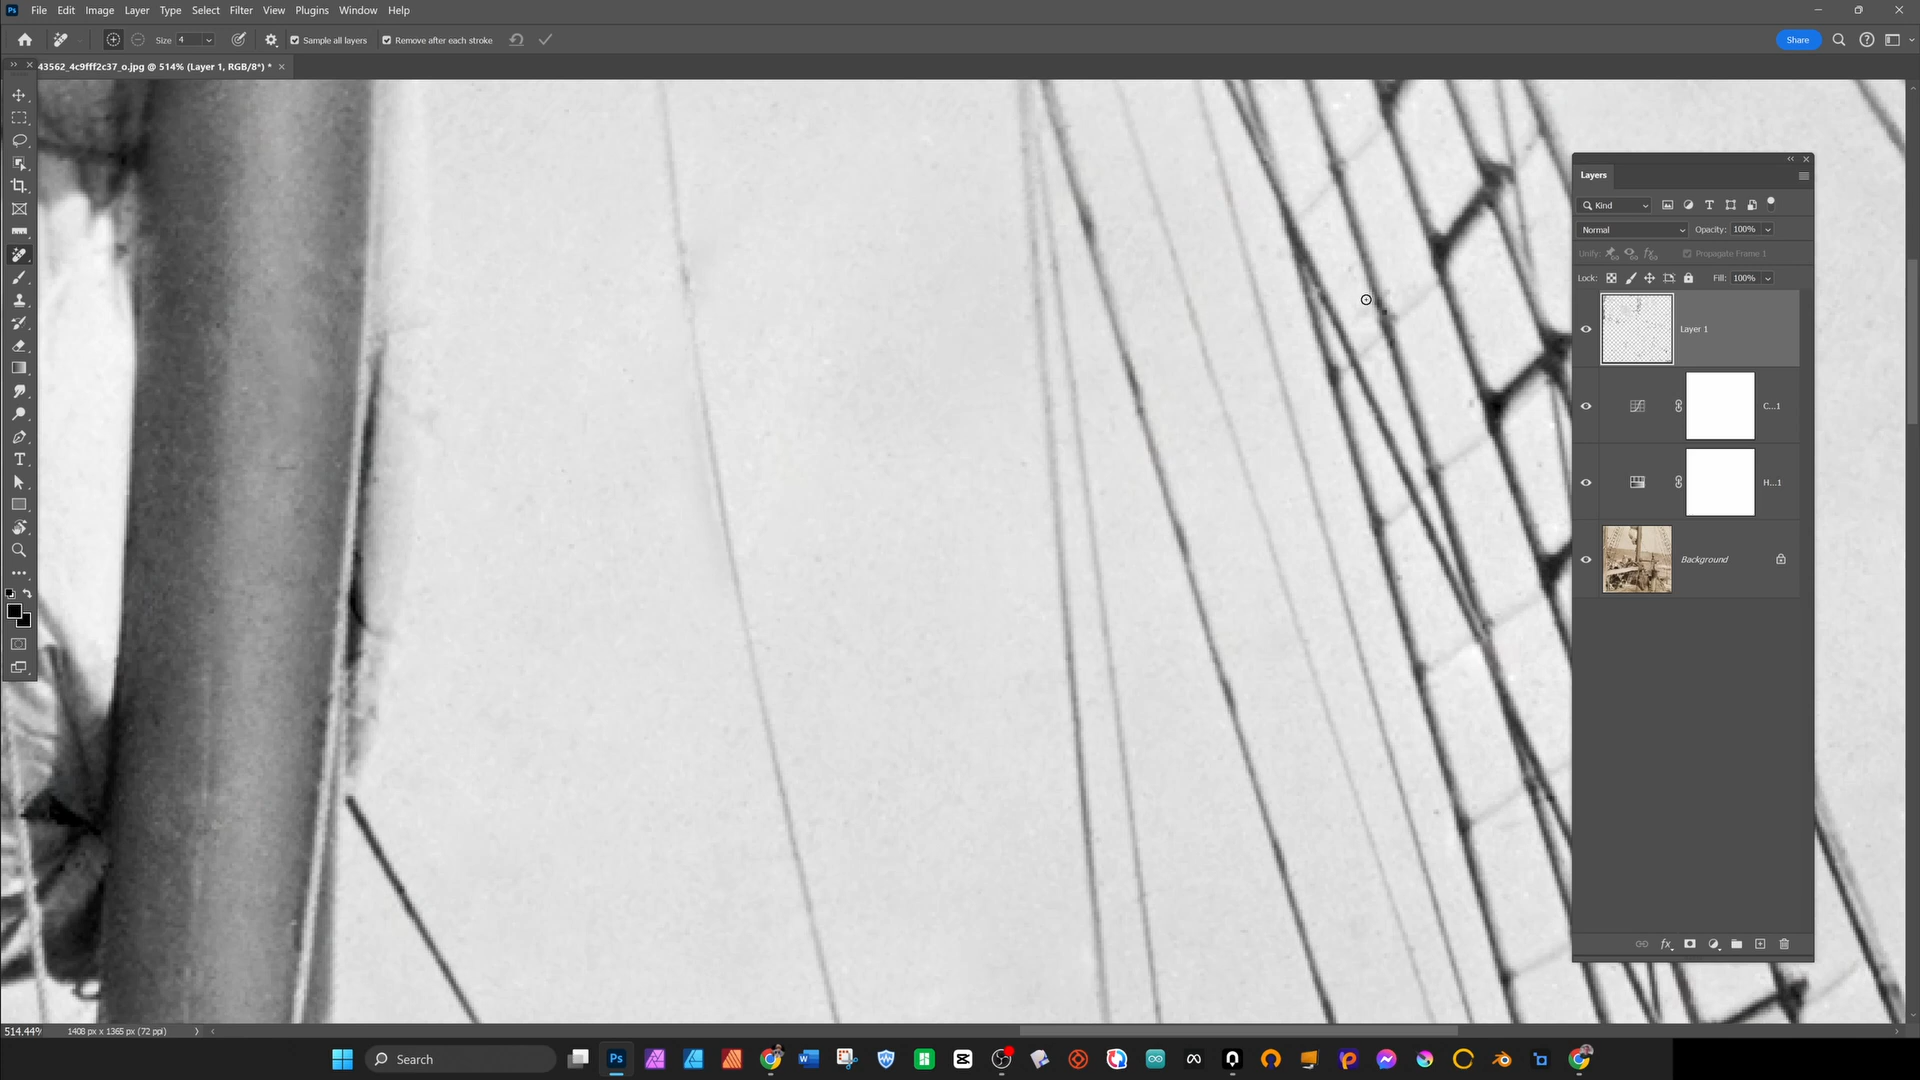 File Edit Image Layer Type Select Filter View Plugins Window Help
Size 4 Sample all layers Remove after each stroke Share
43562_4c9fff2c37_o.jpg @ 514% (Layer 1, RGB/8*) *
Layers
Kind
Normal Opacity: 100%
Unify: Propagate Frame 1
Lock: Fill: 100%
Layer 1
C...1
H...1
Background
514.44% 1408 px x 1365 px (72 ppi)
Search